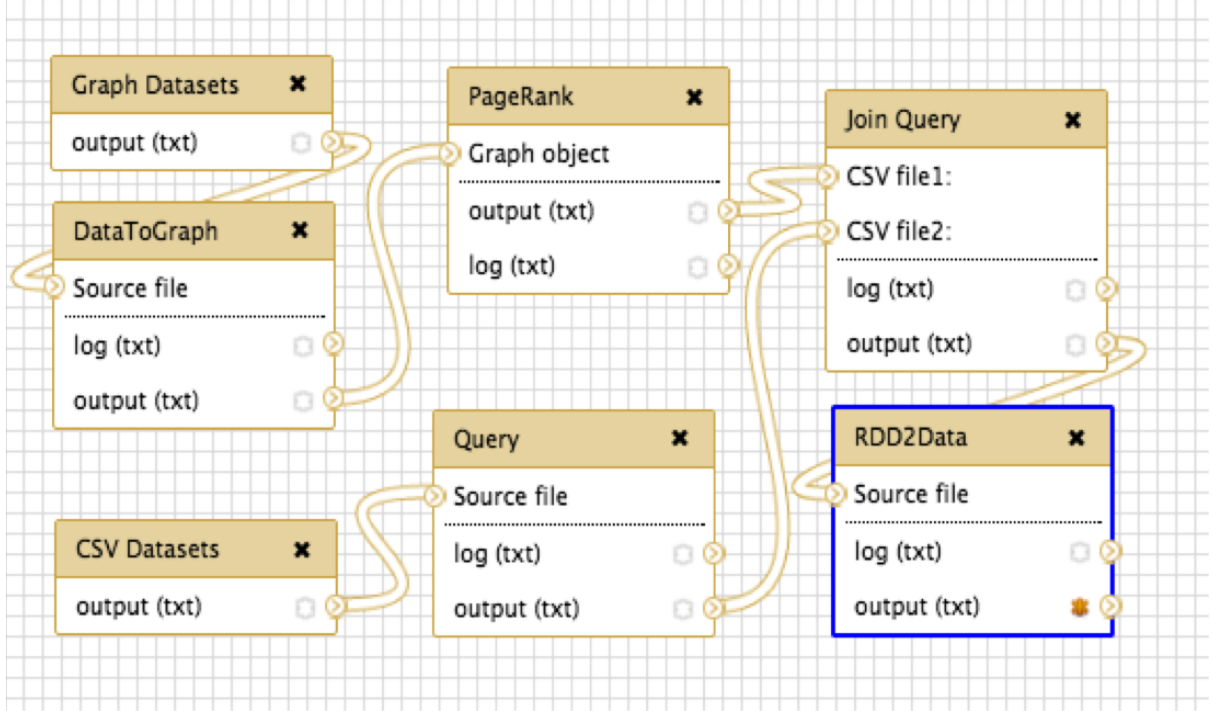 Graph Datasets
output (txt)
DataToGraph
Source file
log (txt)
output (txt)
CSV Datasets
output (txt)
PageRank
Graph object
output (txt)
log (txt)
Query
Source file
log (txt)
output (txt)
Join Query
CSV file1:
CSV file2:
log (txt)
output (txt)
RDD2Data
Source file
log (txt)
output (txt)